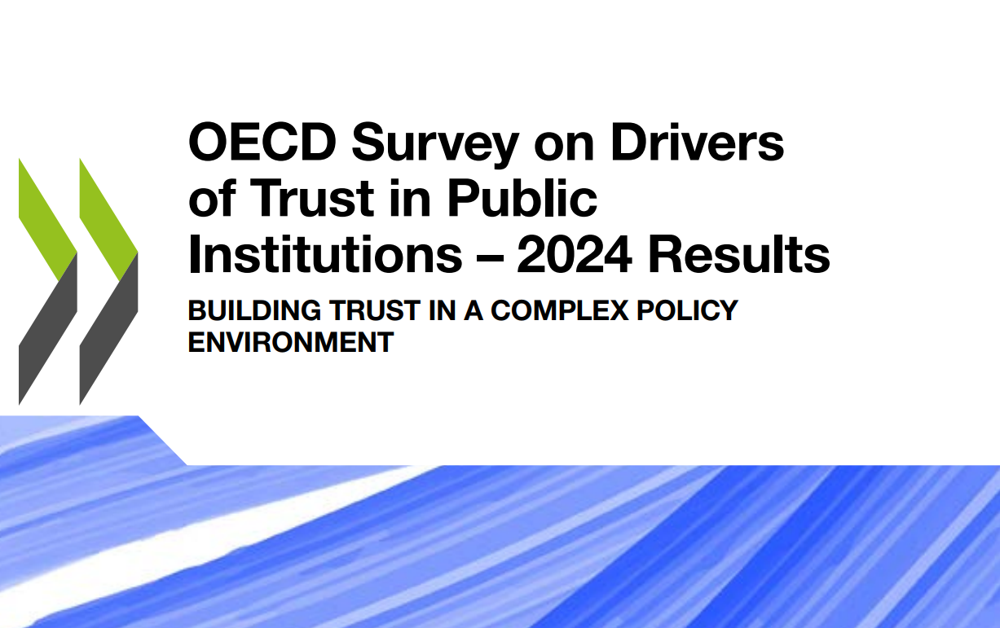 OECD Survey on Drivers
of Trust in Public
Institutions – 2024 Results
BUILDING TRUST IN A COMPLEX POLICY
ENVIRONMENT